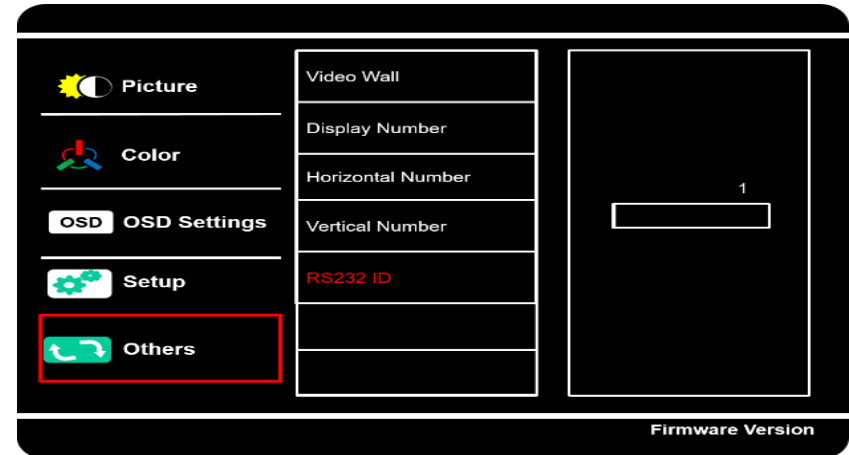 Picture
Color
OSD OSD Settings
Setup
Others
Video Wall
Display Number
Horizontal Number
Vertical Number
RS232 ID
1
Firmware Version